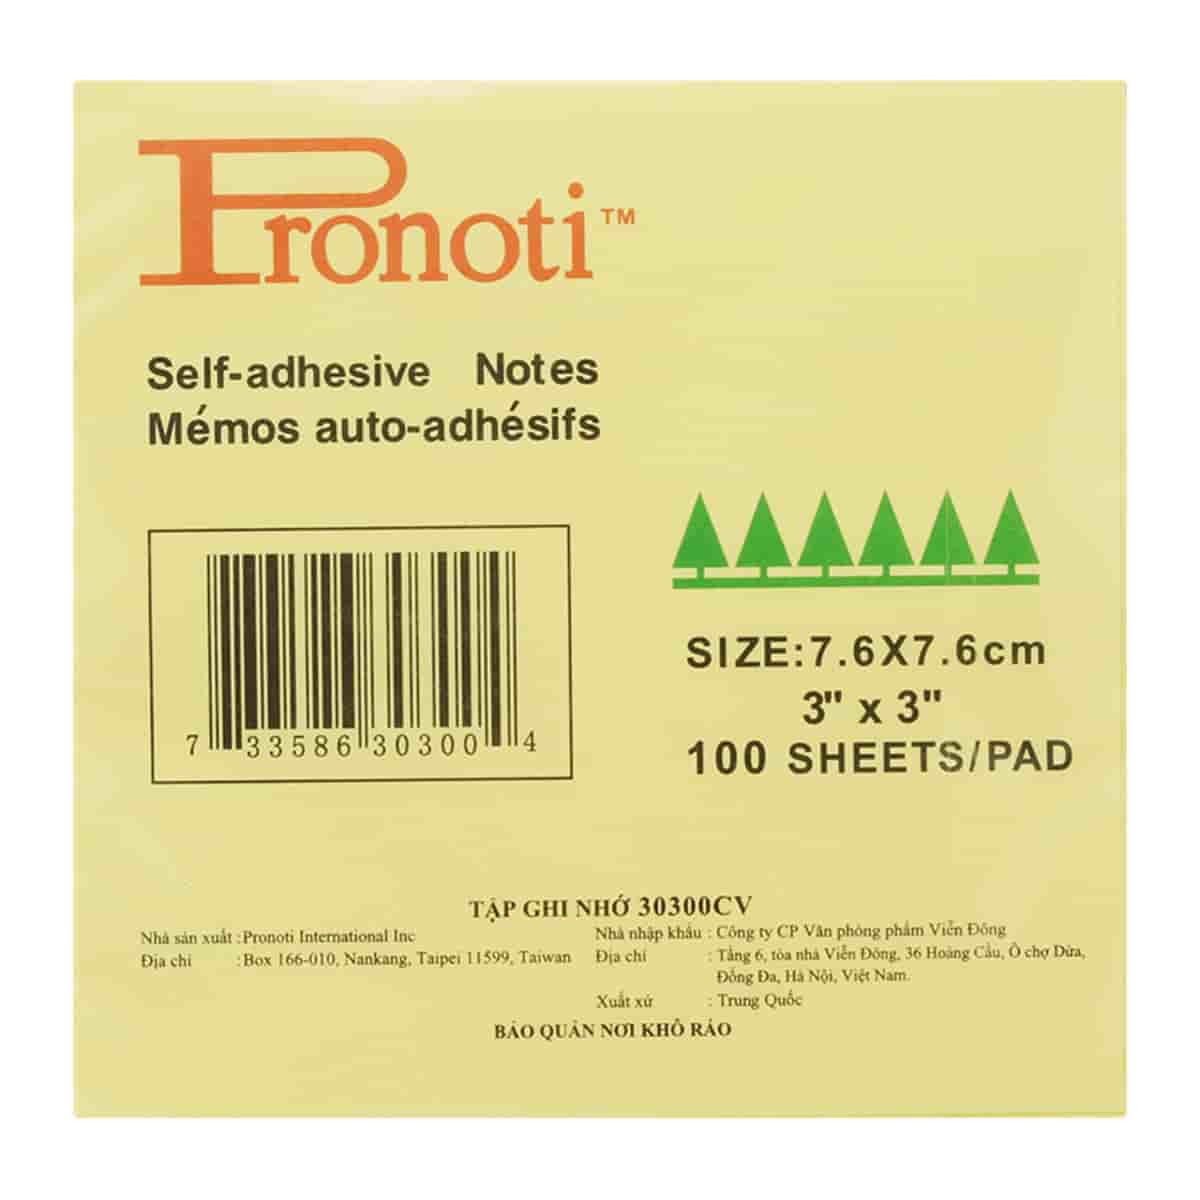 Pronoti™
Self-adhesive Notes
Mémos auto-adhésifs
SIZE:7.6X7.6cm
3" x 3"
100 SHEETS/PAD
7 33586 30300 4
TẬP GHI NHỚ 30300CV
Nhà sản xuất : Pronoti International Inc
Địa chỉ : Box 166-010, Nankang, Taipei 11599, Taiwan
Nhà nhập khẩu : Công ty CP Văn phòng phẩm Viễn Đông
Địa chỉ : Tầng 6, tòa nhà Viễn Đông, 36 Hoàng Cầu, Ô chợ Dừa,
Đống Đa, Hà Nội, Việt Nam.
Xuất xứ : Trung Quốc
BẢO QUẢN NƠI KHÔ RÁO